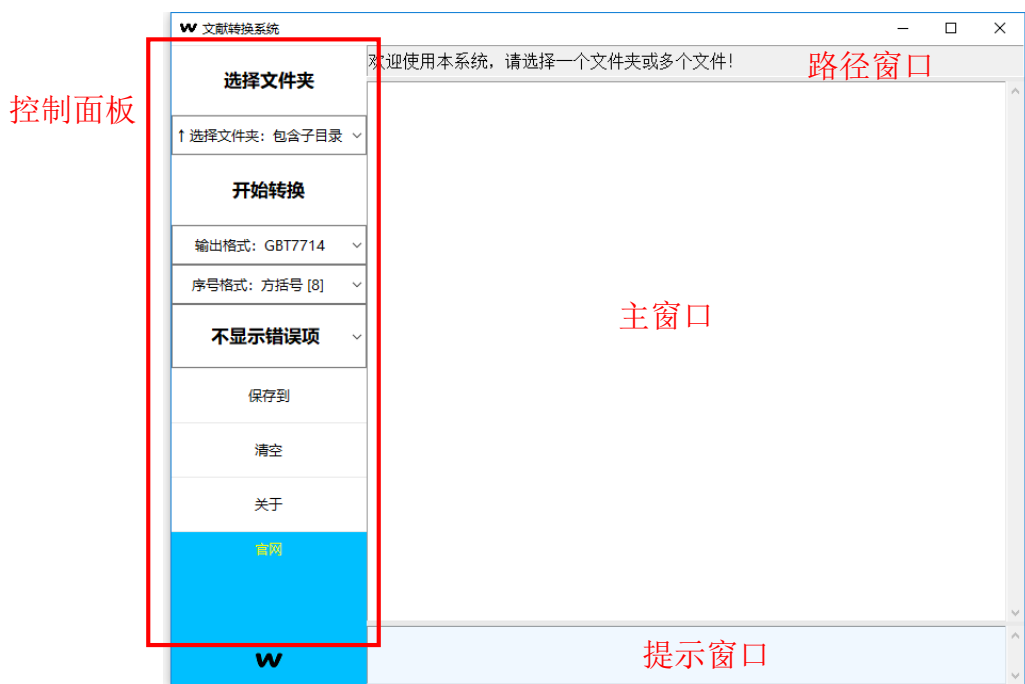 文献转换系统
选择文件夹
欢迎使用本系统，请选择一个文件夹或多个文件！
路径窗口
控制面板
↑选择文件夹：包含子目录
开始转换
输出格式：GBT7714
序号格式：方括号 [8]
主窗口
不显示错误项
保存到
清空
关于
官网
提示窗口